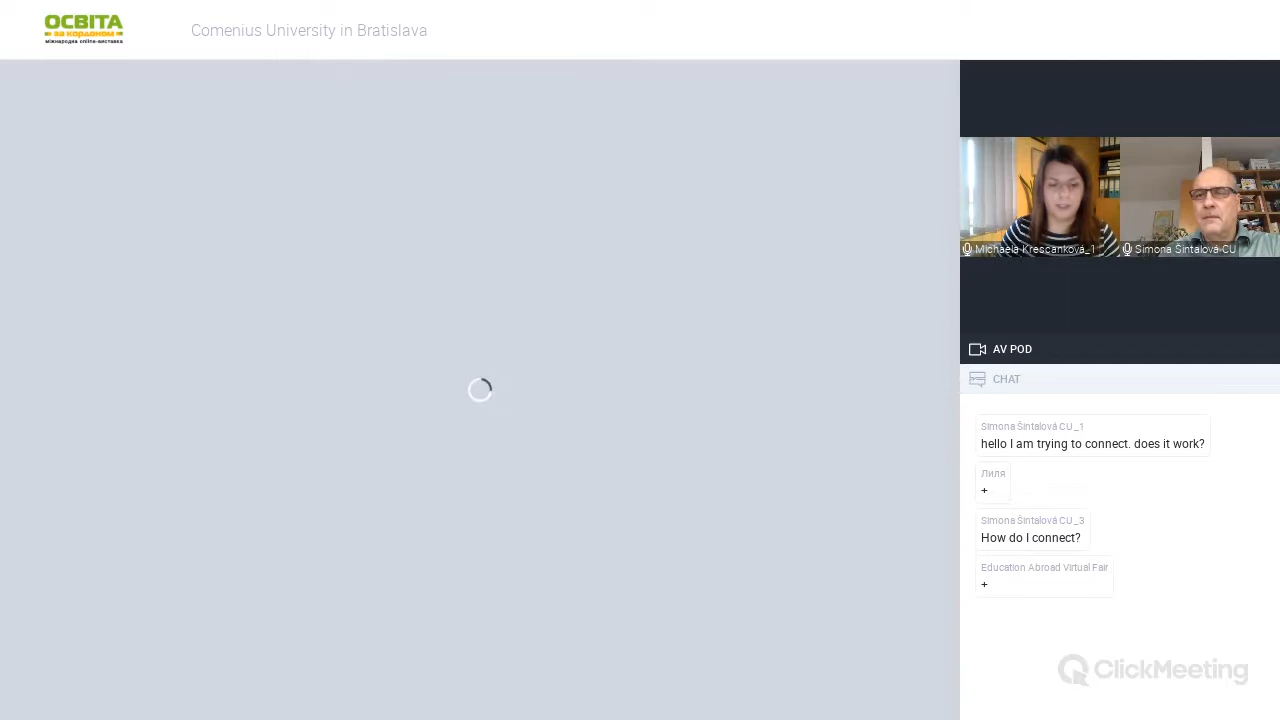 ОСВІТА
за кордоном
міжнародна online-виставка
Comenius University in Bratislava
Michaela Krescanková_1
Simona Šintalová CU
AV POD
CHAT
Simona Šintalová CU_1
hello I am trying to connect. does it work?
Лиля
+
Simona Šintalová CU_3
How do I connect?
Education Abroad Virtual Fair
+
ClickMeeting